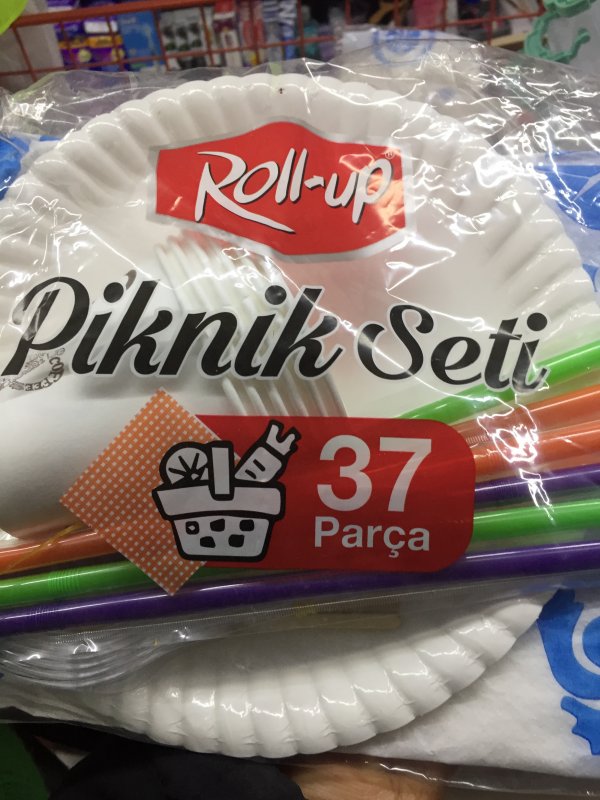 Roll-up®
Piknik Seti
37
Parça